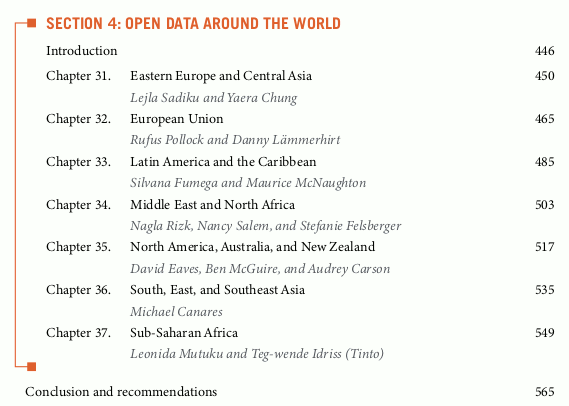 SECTION 4: OPEN DATA AROUND THE WORLD
Introduction 446
Chapter 31. Eastern Europe and Central Asia 450
Lejla Sadiku and Yaera Chung
Chapter 32. European Union 465
Rufus Pollock and Danny Lämmerhirt
Chapter 33. Latin America and the Caribbean 485
Silvana Fumega and Maurice McNaughton
Chapter 34. Middle East and North Africa 503
Nagla Rizk, Nancy Salem, and Stefanie Felsberger
Chapter 35. North America, Australia, and New Zealand 517
David Eaves, Ben McGuire, and Audrey Carson
Chapter 36. South, East, and Southeast Asia 535
Michael Canares
Chapter 37. Sub-Saharan Africa 549
Leonida Mutuku and Teg-wende Idriss (Tinto)
Conclusion and recommendations 565